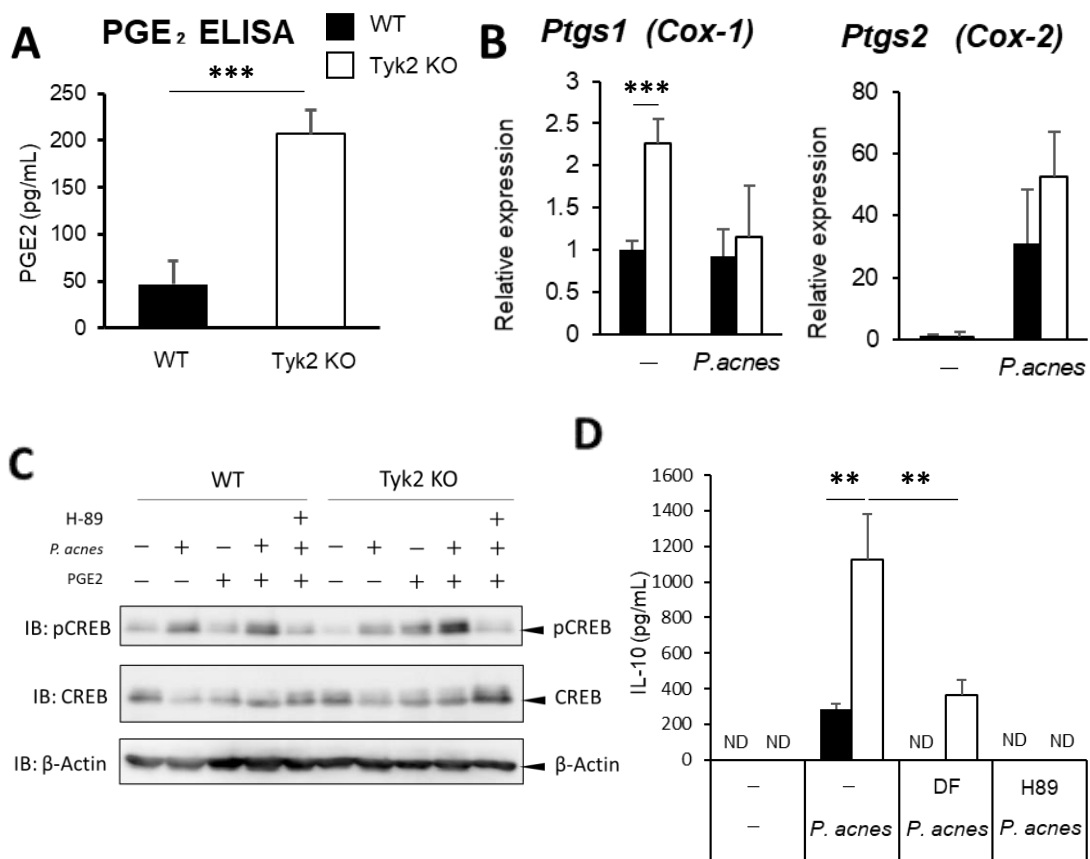 A
PGE₂ ELISA
WT
Tyk2 KO
***
PGE2 (pg/mL)
250
200
150
100
50
0
WT
Tyk2 KO
B
Ptgs1 (Cox-1)
***
Relative expression
3
2.5
2
1.5
1
0.5
0
–
P.acnes
Ptgs2 (Cox-2)
Relative expression
80
60
40
20
0
–
P.acnes
C
WT
Tyk2 KO
H-89 + +
P. acnes – + – + + – + – + +
PGE2 – – + + + – – + + +
IB: pCREB
pCREB
IB: CREB
CREB
IB: β-Actin
β-Actin
D
** **
IL-10 (pg/mL)
1600
1400
1200
1000
800
600
400
200
0
ND ND ND ND ND
– – DF H89
– P. acnes P. acnes P. acnes